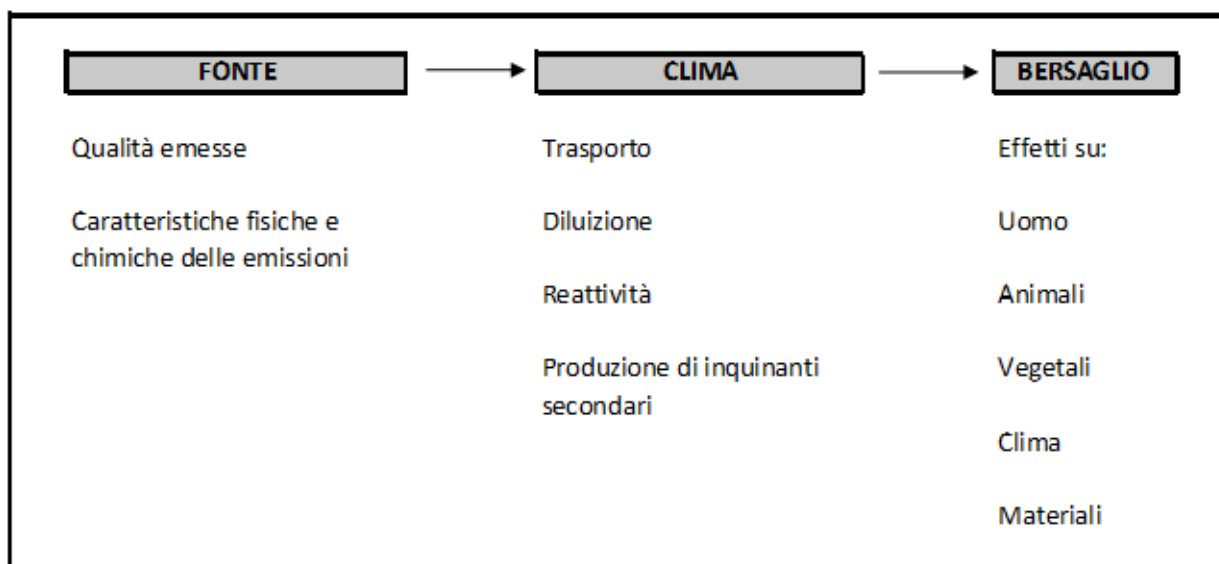 FONTE
CLIMA
BERSAGLIO
Qualità emesse
Caratteristiche fisiche e
chimiche delle emissioni
Trasporto
Diluizione
Reattività
Produzione di inquinanti
secondari
Effetti su:
Uomo
Animali
Vegetali
Clima
Materiali